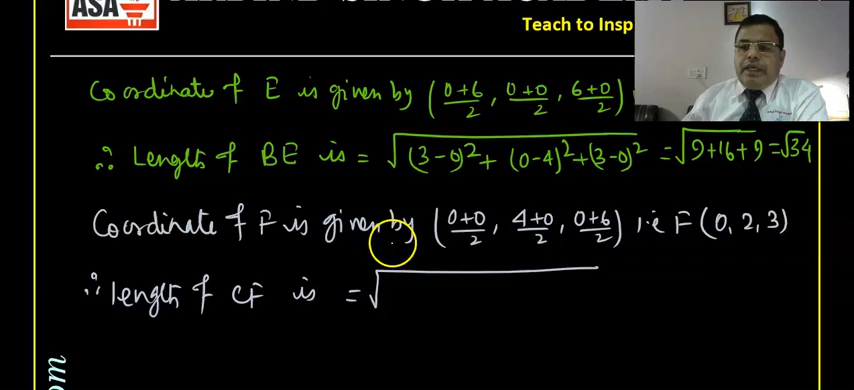 ASA
Teach to Insp
Coordinate of E is given by (0+6/2, 0+0/2, 6+0/2)
∴ Length of BE is = √(3-0)²+(0-4)²+(3-0)² = √9+16+9 = √34
Coordinate of F is given by (0+0/2, 4+0/2, 0+6/2) i.e F(0, 2, 3)
∴ length of CF is = √
om